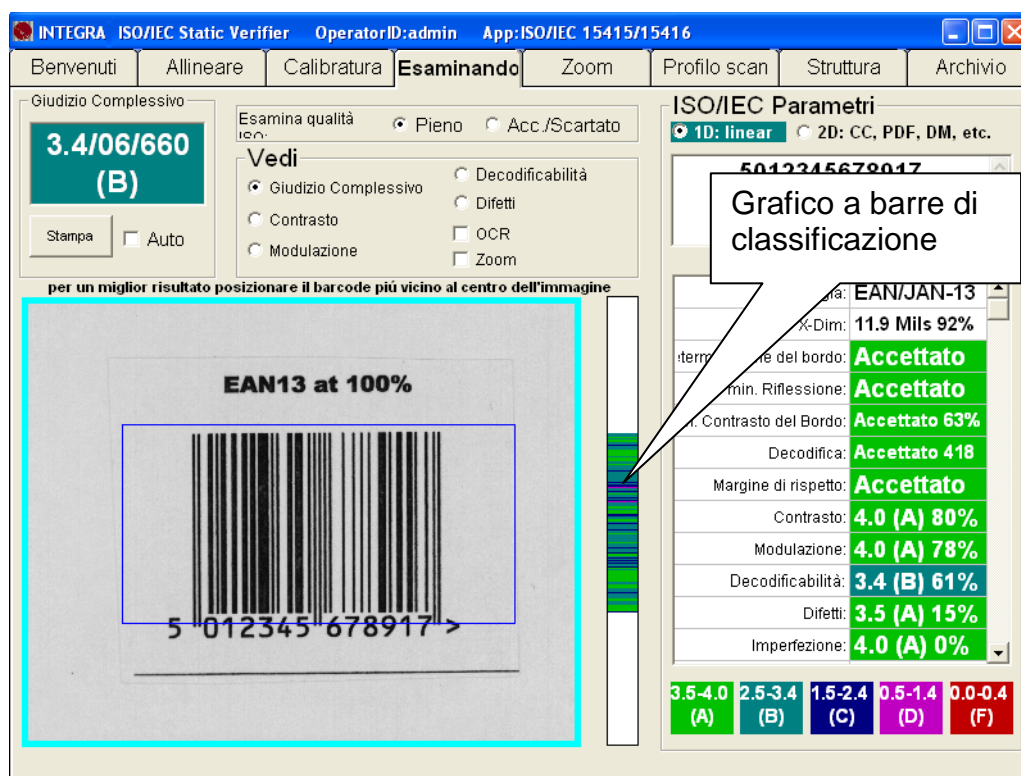 INTEGRA ISO/IEC Static Verifier OperatorID:admin App:ISO/IEC 15415/15416
Benvenuti Allineare Calibratura Esaminando Zoom Profilo scan Struttura Archivio
Giudizio Complessivo
3.4/06/660
(B)
Stampa Auto
Esamina qualità
ISO:
Pieno Acc./Scartato
Vedi
Giudizio Complessivo
Contrasto
Modulazione
Decodificabilità
Difetti
OCR
Zoom
per un miglior risultato posizionare il barcode piú vicino al centro dell'immagine
EAN13 at 100%
5 012345 678917 >
ISO/IEC Parametri
1D: linear 2D: CC, PDF, DM, etc.
5012345678917
Grafico a barre di
classificazione
EAN/JAN-13
X-Dim: 11.9 Mils 92%
del bordo: Accettato
min. Riflessione: Accettato
Contrasto del Bordo: Accettato 63%
Decodifica: Accettato 418
Margine di rispetto: Accettato
Contrasto: 4.0 (A) 80%
Modulazione: 4.0 (A) 78%
Decodificabilità: 3.4 (B) 61%
Difetti: 3.5 (A) 15%
Imperfezione: 4.0 (A) 0%
3.5-4.0 2.5-3.4 1.5-2.4 0.5-1.4 0.0-0.4
(A) (B) (C) (D) (F)